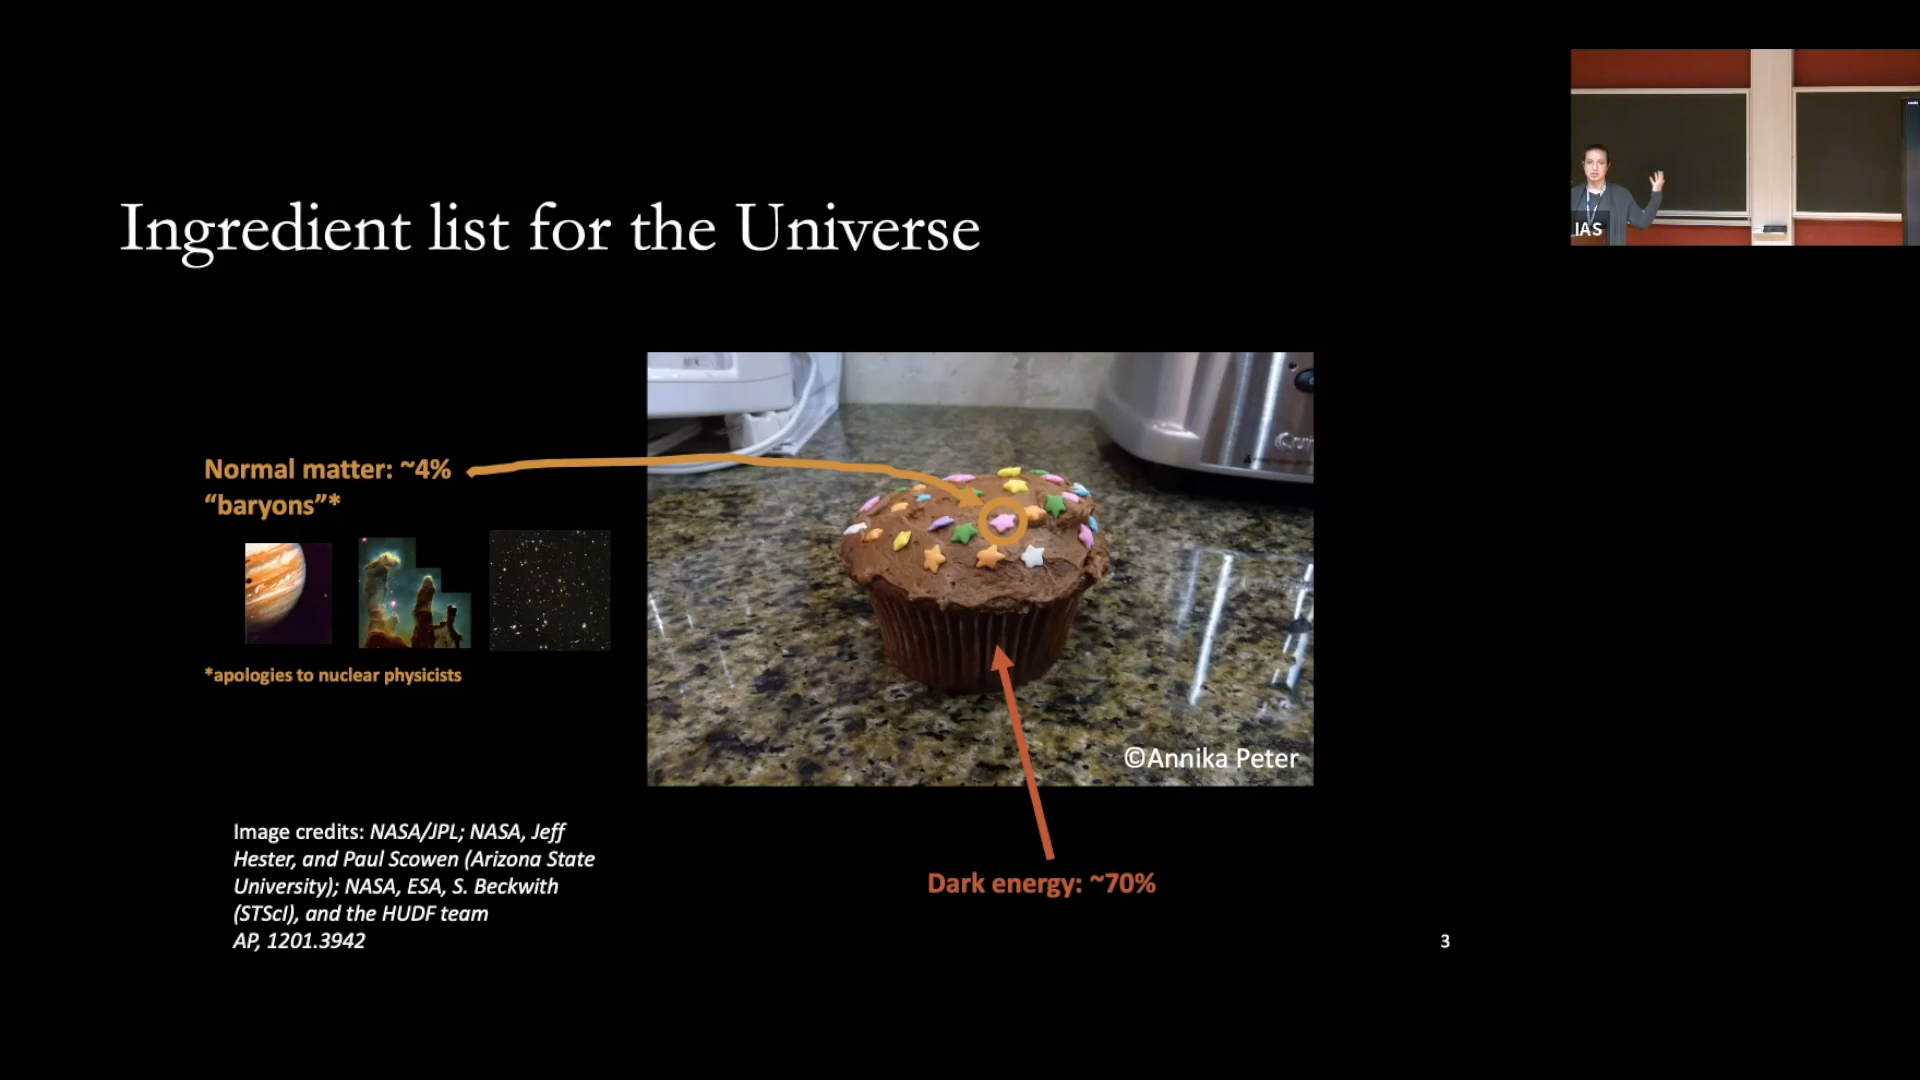 IAS
Ingredient list for the Universe
Normal matter: ~4%
“baryons”*
*apologies to nuclear physicists
©Annika Peter
Image credits: NASA/JPL; NASA, Jeff
Hester, and Paul Scowen (Arizona State
University); NASA, ESA, S. Beckwith
(STScI), and the HUDF team
AP, 1201.3942
Dark energy: ~70%
3